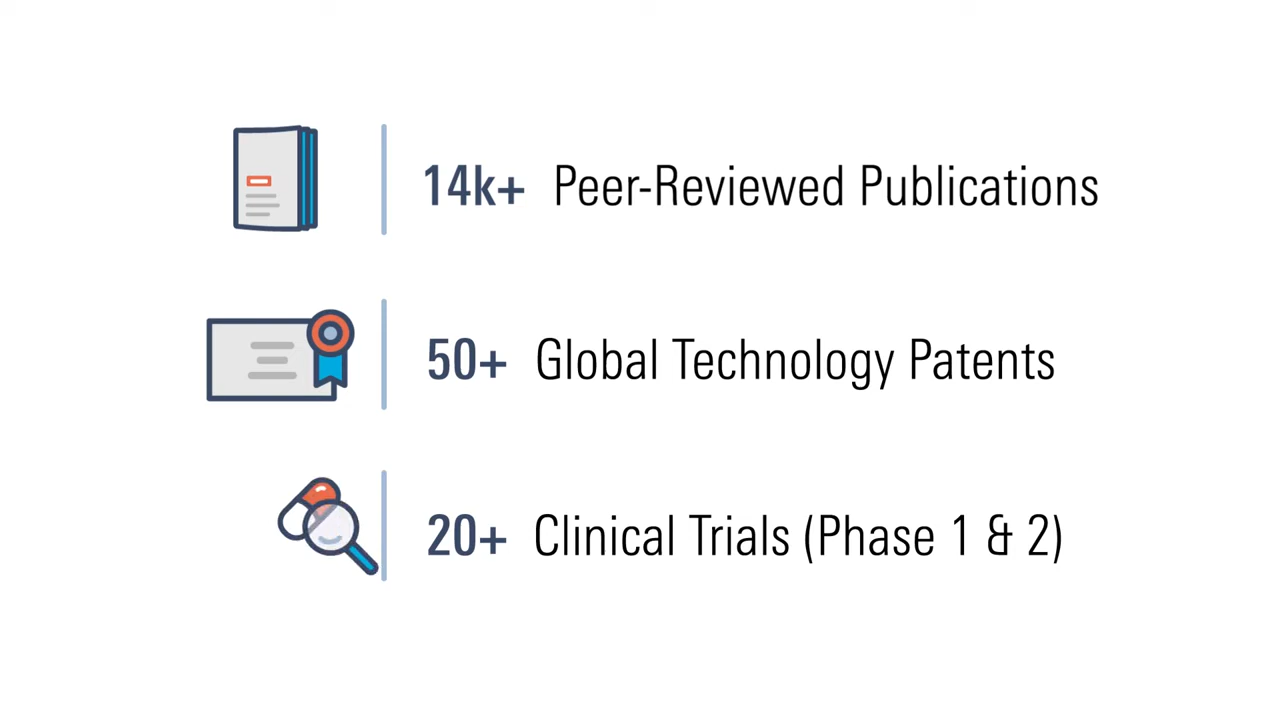 14k+ Peer-Reviewed Publications
50+ Global Technology Patents
20+ Clinical Trials (Phase 1 & 2)